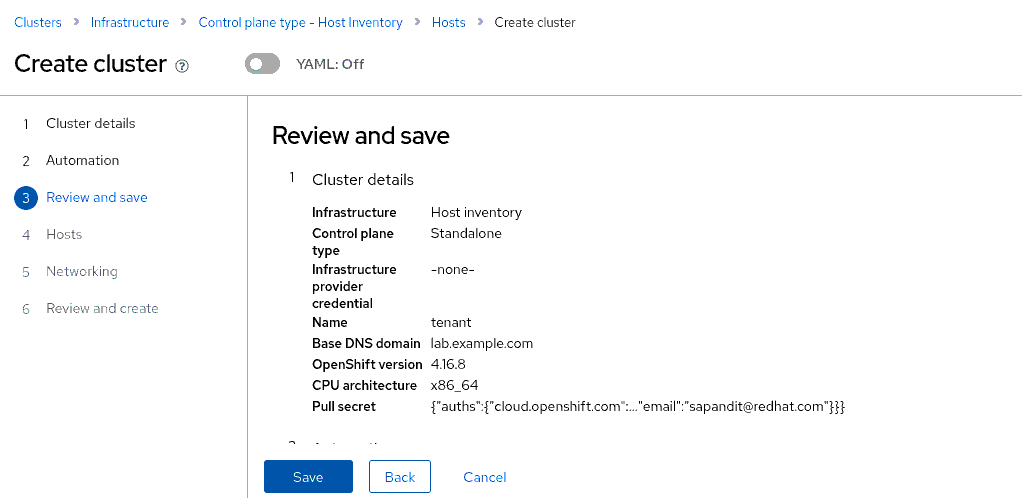 Clusters > Infrastructure > Control plane type - Host Inventory > Hosts > Create cluster
Create cluster ? YAML: Off
1 Cluster details
2 Automation
3 Review and save
4 Hosts
5 Networking
6 Review and create
Review and save
1 Cluster details
Infrastructure Host inventory
Control plane type Standalone
Infrastructure provider credential -none-
Name tenant
Base DNS domain lab.example.com
OpenShift version 4.16.8
CPU architecture x86_64
Pull secret {"auths":{"cloud.openshift.com":..."email":"sapandit@redhat.com"}}}
Save Back Cancel